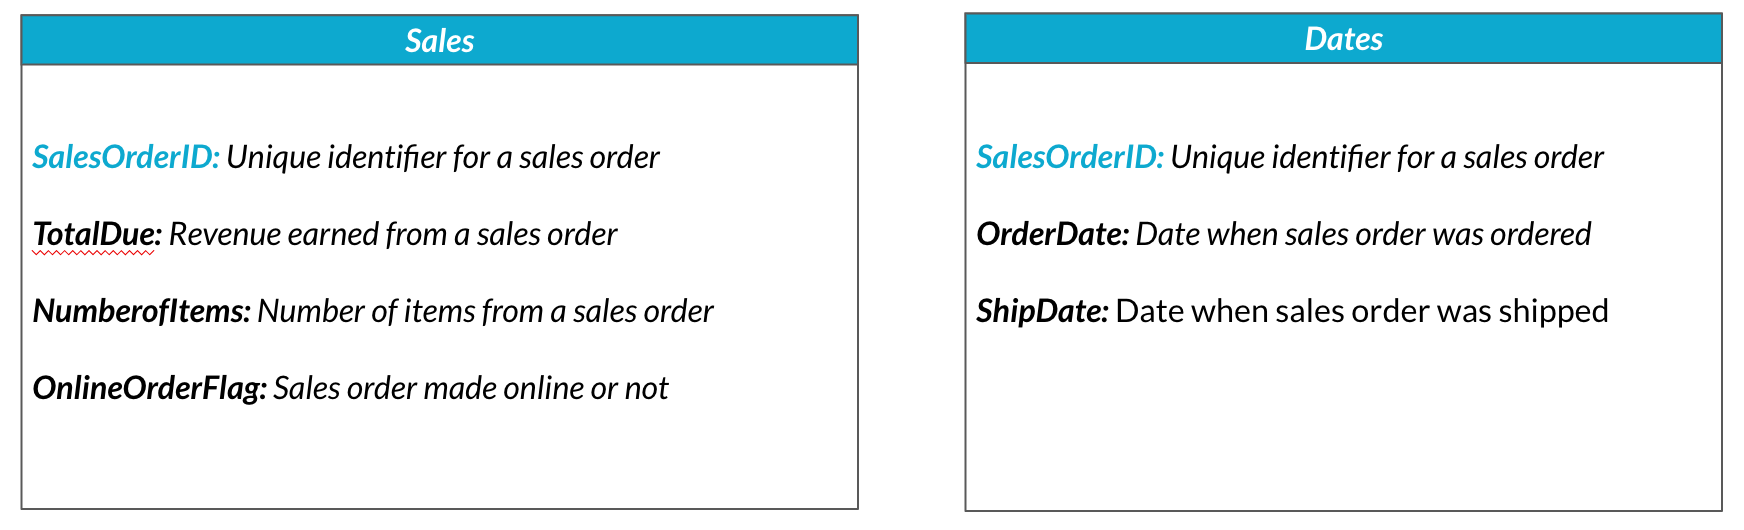 Sales
SalesOrderID: Unique identifier for a sales order
TotalDue: Revenue earned from a sales order
NumberofItems: Number of items from a sales order
OnlineOrderFlag: Sales order made online or not
Dates
SalesOrderID: Unique identifier for a sales order
OrderDate: Date when sales order was ordered
ShipDate: Date when sales order was shipped